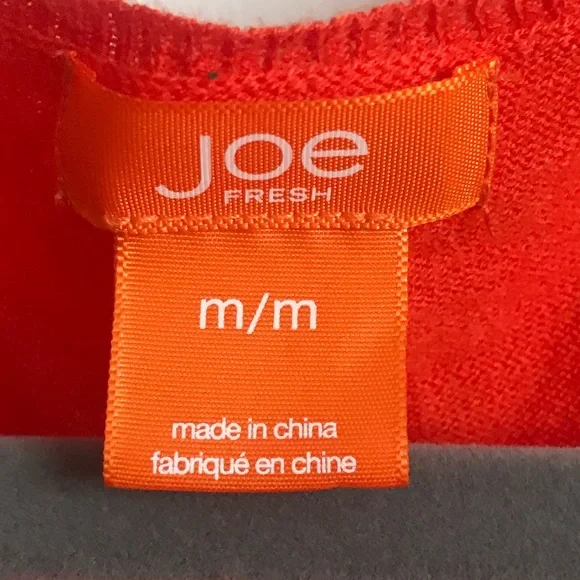 Joe
FRESH
m/m
made in china
fabriqué en chine